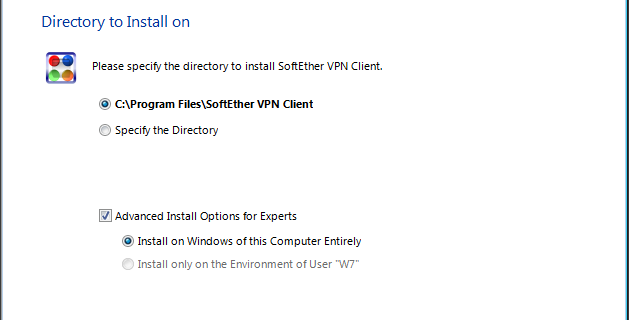 Directory to Install on
Please specify the directory to install SoftEther VPN Client.
C:\Program Files\SoftEther VPN Client
Specify the Directory
Advanced Install Options for Experts
Install on Windows of this Computer Entirely
Install only on the Environment of User "W7"